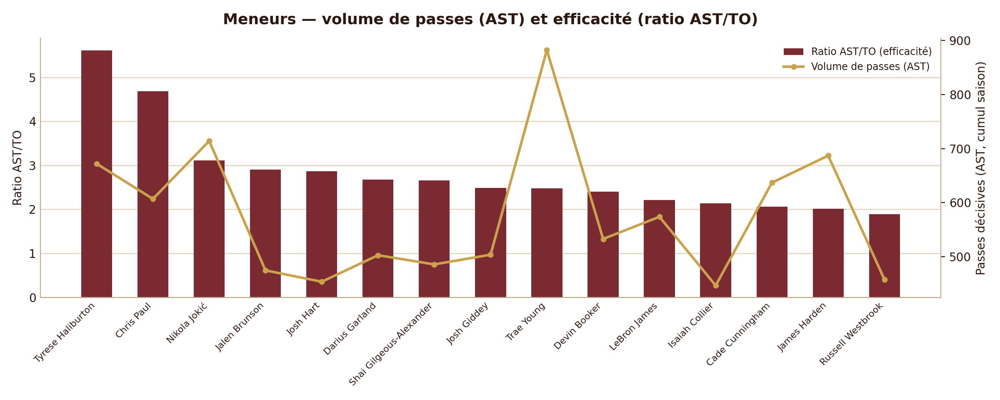 Meneurs — volume de passes (AST) et efficacité (ratio AST/TO)
Ratio AST/TO (efficacité)
Volume de passes (AST)
Ratio AST/TO
5
4
3
2
1
0
900
800
700
600
500
Passes décisives (AST, cumul saison)
Tyrese Haliburton
Chris Paul
Nikola Jokić
Jalen Brunson
Josh Hart
Darius Garland
Shai Gilgeous-Alexander
Josh Giddey
Trae Young
Devin Booker
LeBron James
Isaiah Collier
Cade Cunningham
James Harden
Russell Westbrook